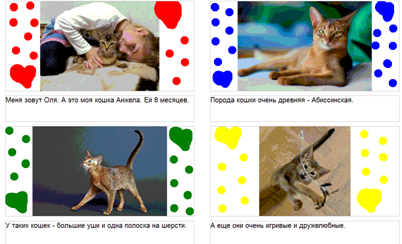 Меня зовут Оля. А это моя кошка Анжела. Ей 8 месяцев.
Порода кошки очень древняя - Абиссинская.
У таких кошек - большие уши и одна полоска на шерсти.
А еще они очень игривые и дружелюбные.